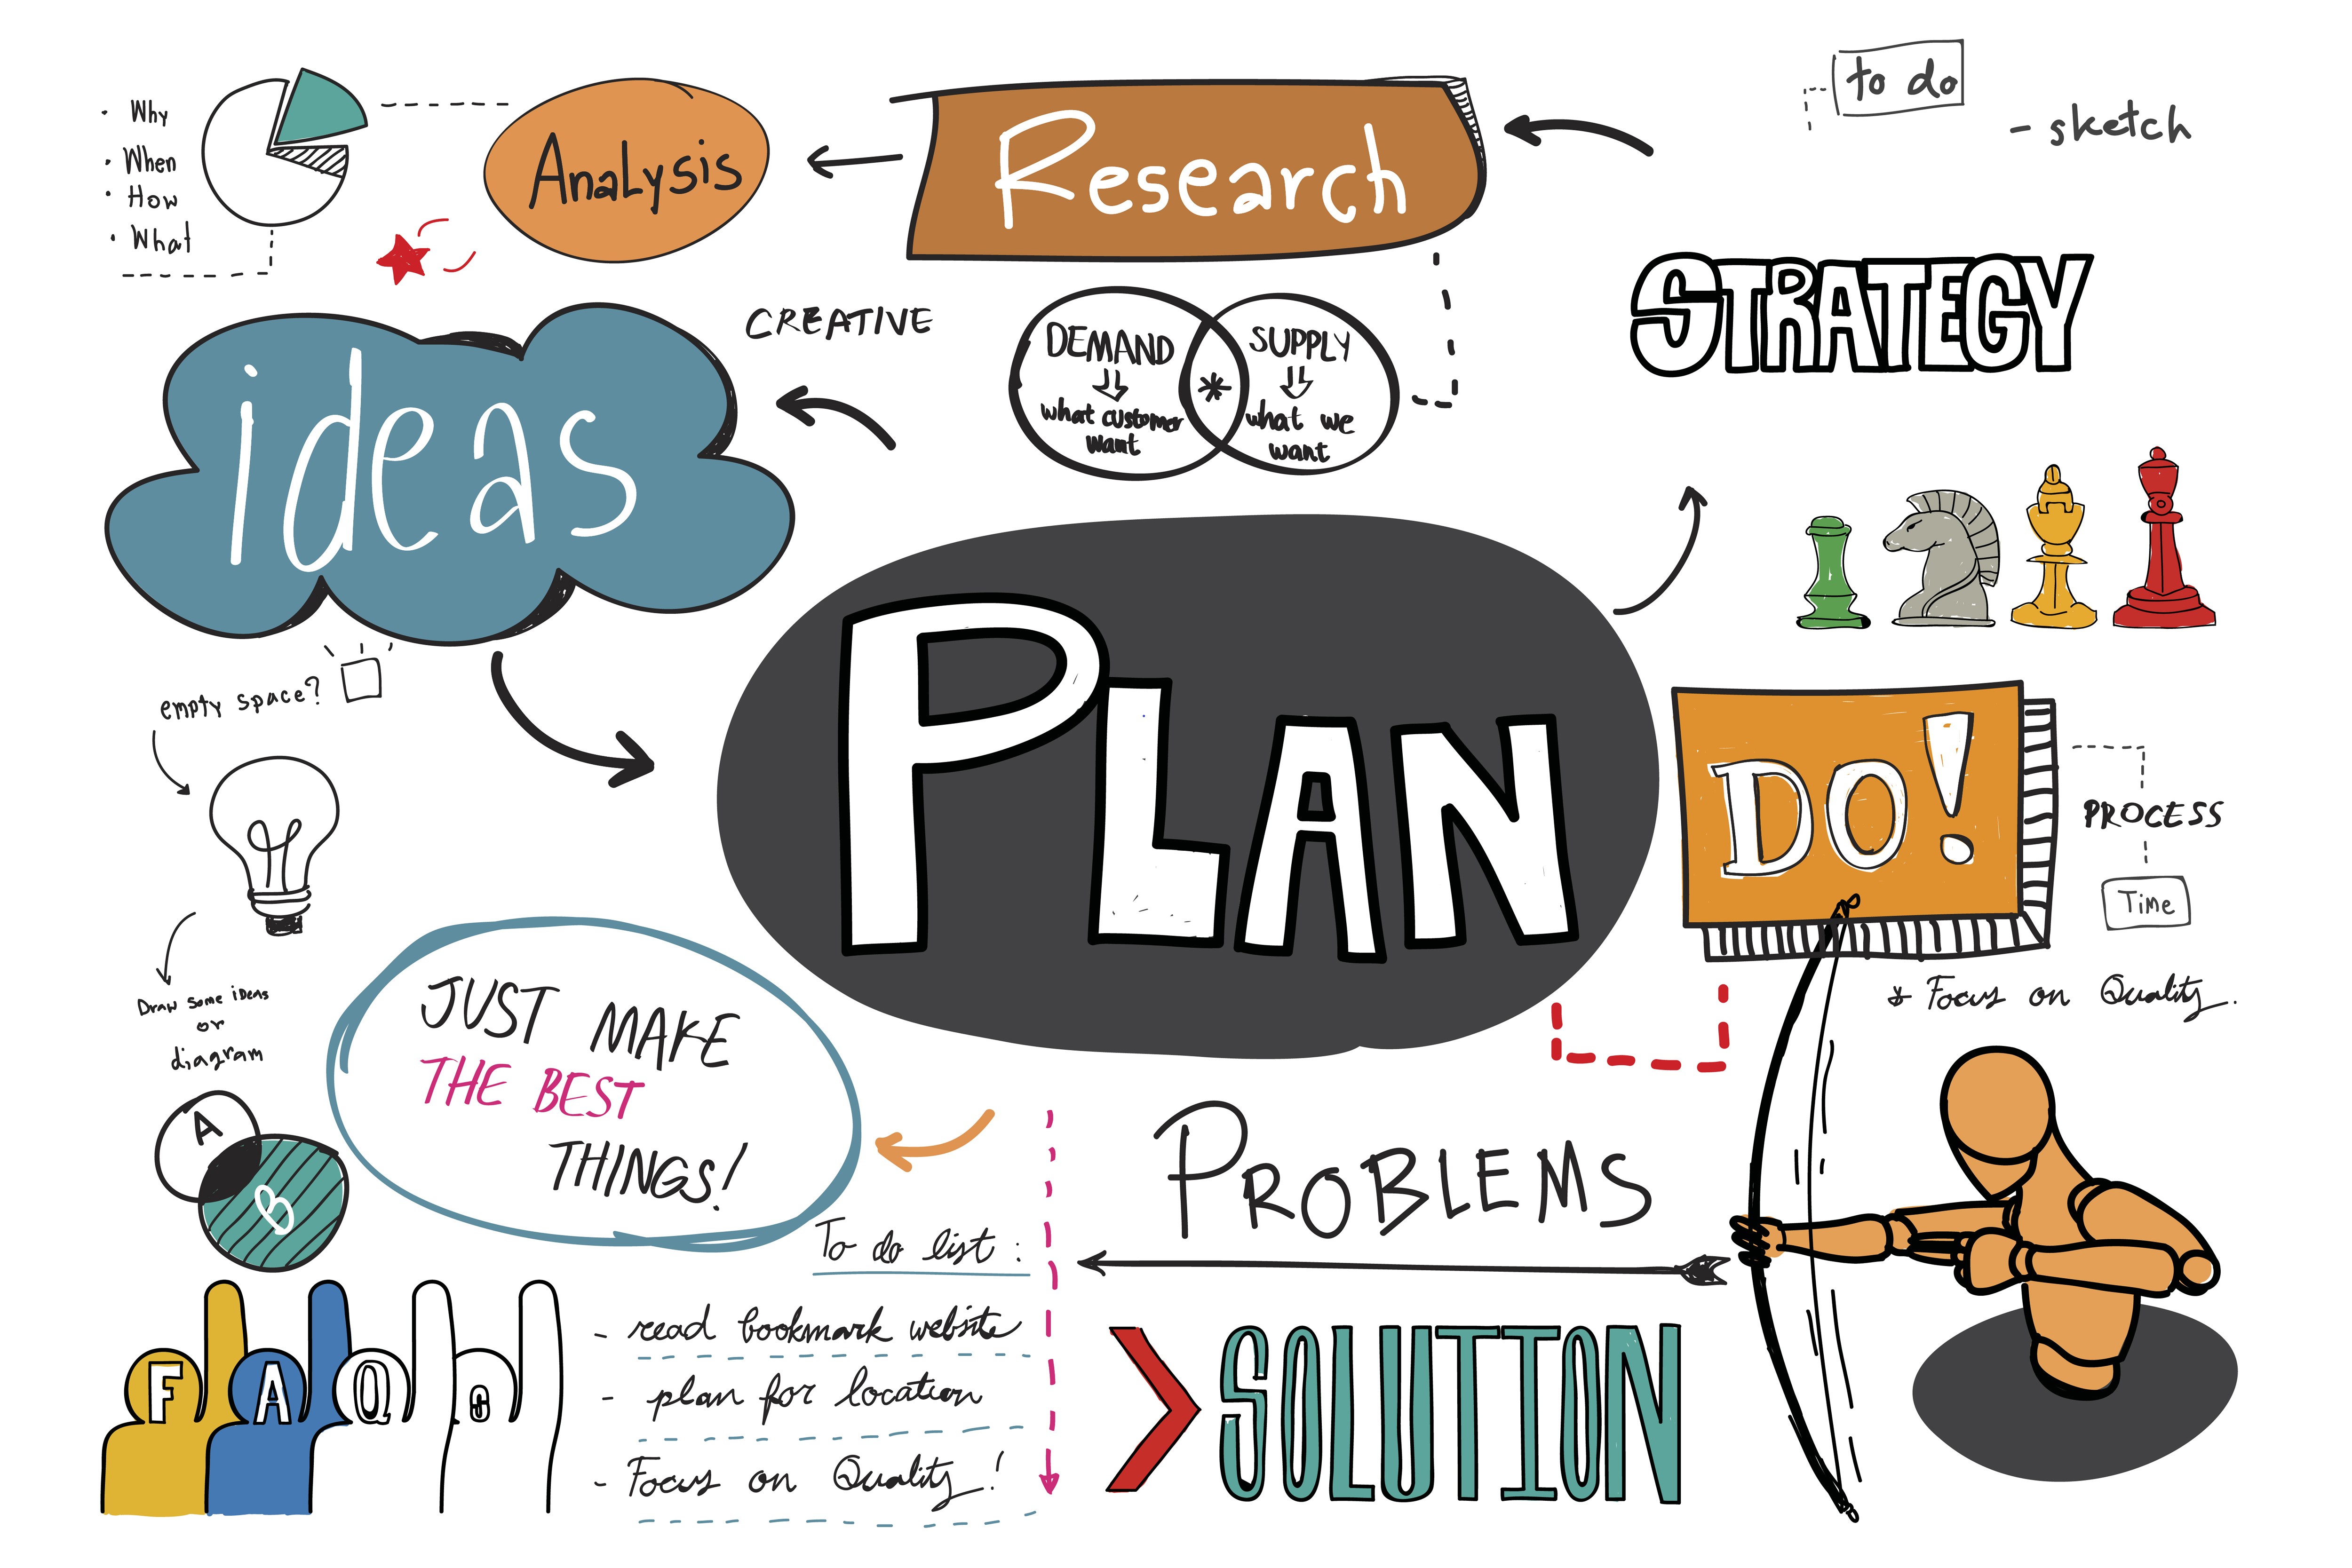 to do
- sketch
• Why
• When
• How
• What
Analysis
Research
STRATEGY
CREATIVE
DEMAND
what customer
want
*
SUPPLY
what we
want
ideas
empty space?
PLAN
DO!
PROCESS
Time
* Focus on Quality.
Draw some ideas
or
diagram
A
B
JUST MAKE
THE BEST
THINGS!
PROBLEMS
SOLUTION
To do list :
- read bookmark website
- plan for location
- Focus on Quality!
FAQs